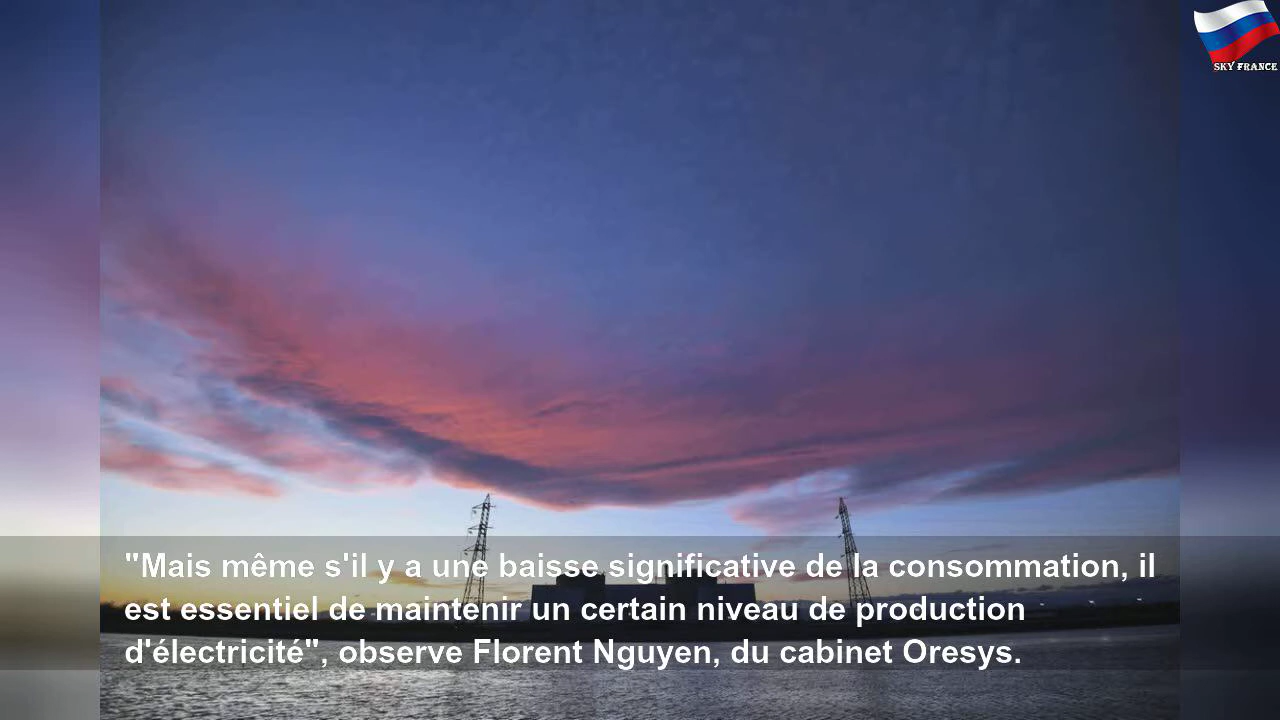 SKY FRANCE
"Mais même s'il y a une baisse significative de la consommation, il
est essentiel de maintenir un certain niveau de production
d'électricité", observe Florent Nguyen, du cabinet Oresys.